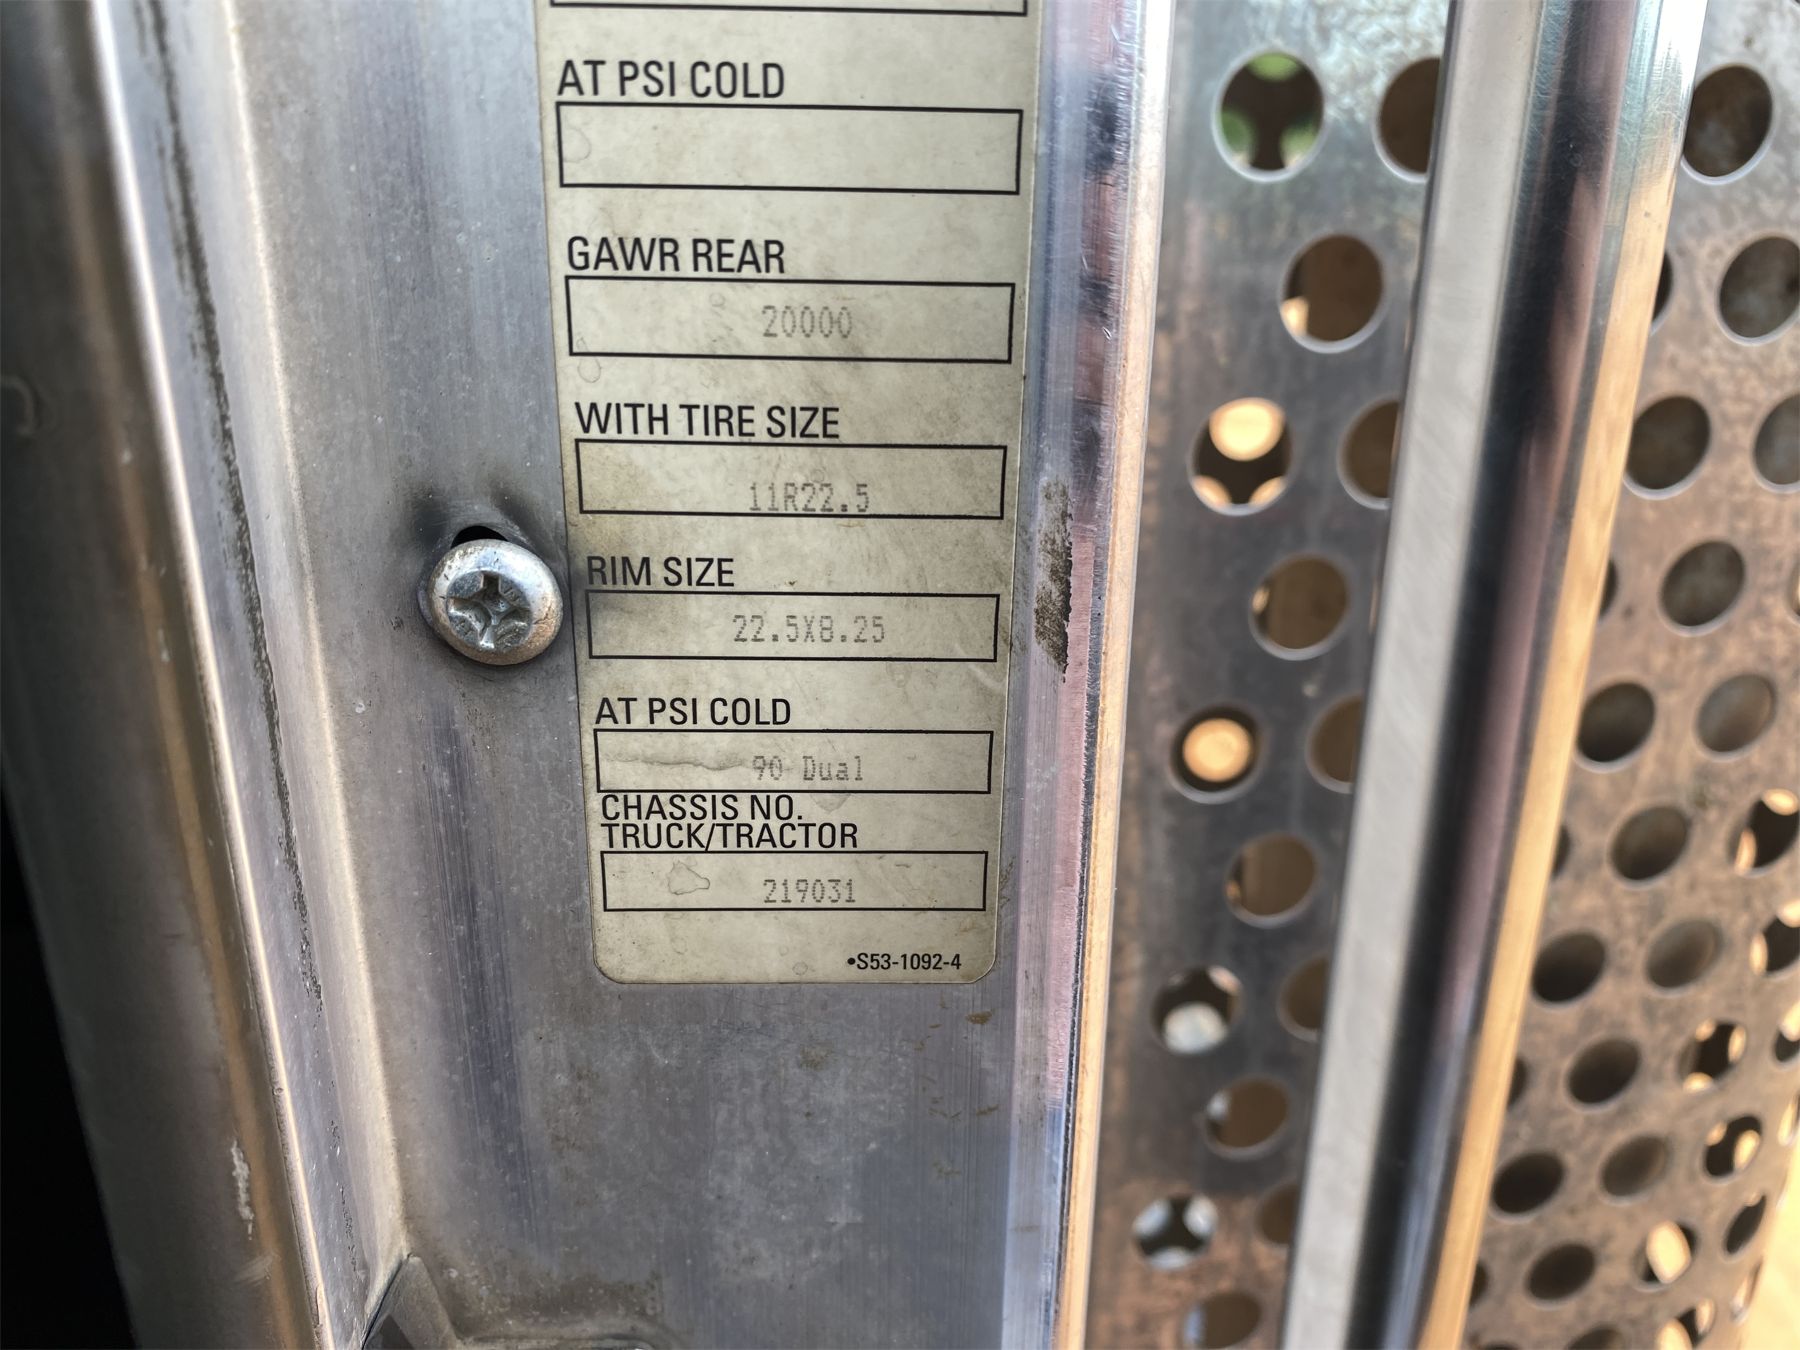 AT PSI COLD
GAWR REAR
20000
WITH TIRE SIZE
11R22.5
RIM SIZE
22.5X8.25
AT PSI COLD
90 Dual
CHASSIS NO.
TRUCK/TRACTOR
219031
•S53-1092-4